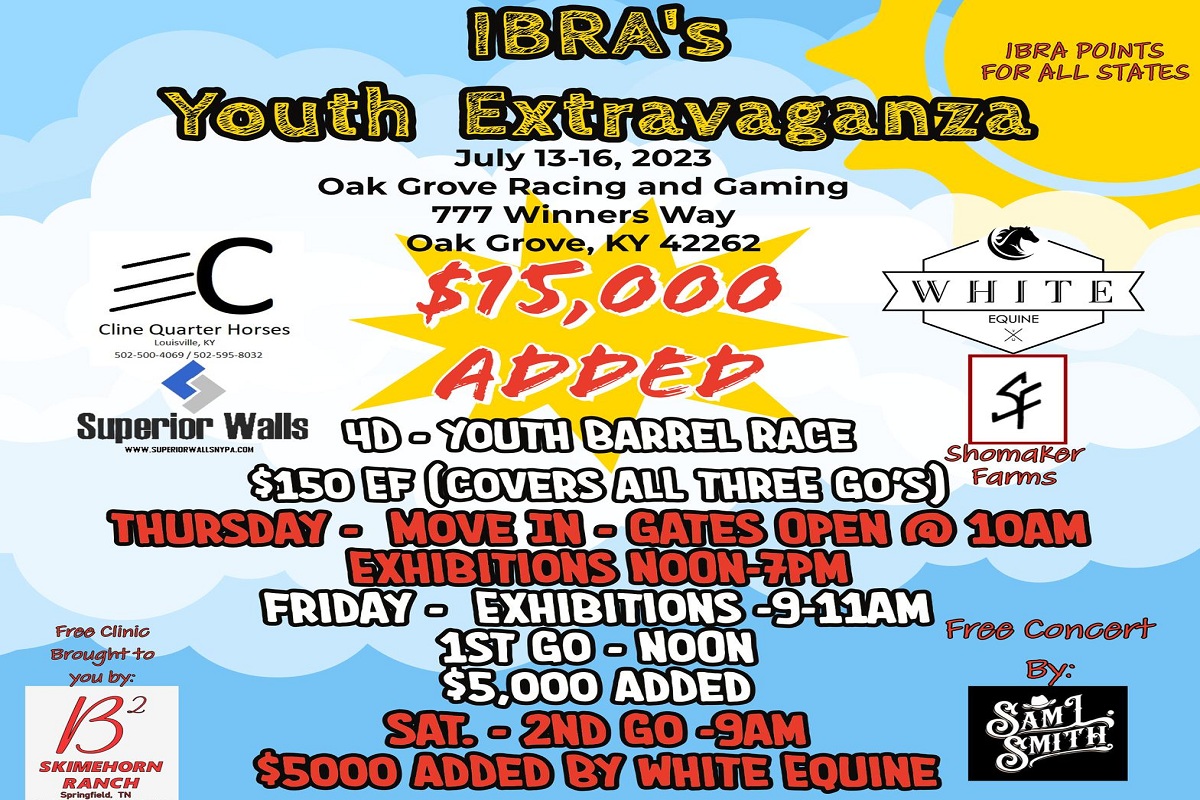 IBRA's
Youth Extravaganza
IBRA POINTS
FOR ALL STATES
July 13-16, 2023
Oak Grove Racing and Gaming
777 Winners Way
Oak Grove, KY 42262
$15,000
ADDED
C
Cline Quarter Horses
Louisville, KY
502-500-4069 / 502-595-8032
Superior Walls
WWW.SUPERIORWALLSNYPA.COM
WHITE
EQUINE
SF
Shomaker
Farms
4D - YOUTH BARREL RACE
$150 EF (COVERS ALL THREE GO'S)
THURSDAY - MOVE IN - GATES OPEN @ 10AM
EXHIBITIONS NOON-7PM
FRIDAY - EXHIBITIONS -9-11AM
1ST GO - NOON
$5,000 ADDED
SAT. - 2ND GO -9AM
$5000 ADDED BY WHITE EQUINE
Free Clinic
Brought to
you by:
B²
SKIMEHORN
RANCH
Springfield, TN
Free Concert
By:
SAM L.
SMITH